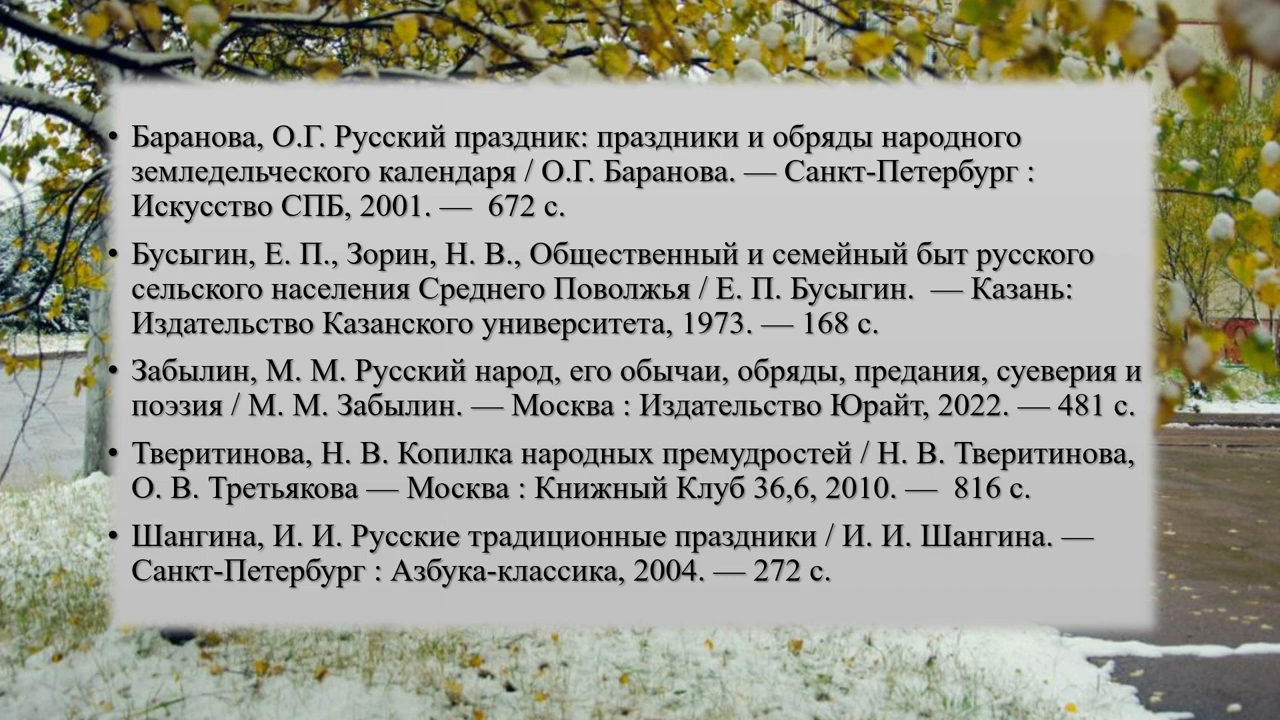 • Баранова, О.Г. Русский праздник: праздники и обряды народного
земледельческого календаря / О.Г. Баранова. — Санкт-Петербург :
Искусство СПБ, 2001. —  672 с.
• Бусыгин, Е. П., Зорин, Н. В., Общественный и семейный быт русского
сельского населения Среднего Поволжья / Е. П. Бусыгин.  — Казань:
Издательство Казанского университета, 1973. — 168 с.
• Забылин, М. М. Русский народ, его обычаи, обряды, предания, суеверия и
поэзия / М. М. Забылин. — Москва : Издательство Юрайт, 2022. — 481 с.
• Тверитинова, Н. В. Копилка народных премудростей / Н. В. Тверитинова,
О. В. Третьякова — Москва : Книжный Клуб 36,6, 2010. —  816 с.
• Шангина, И. И. Русские традиционные праздники / И. И. Шангина. —
Санкт-Петербург : Азбука-классика, 2004. — 272 с.